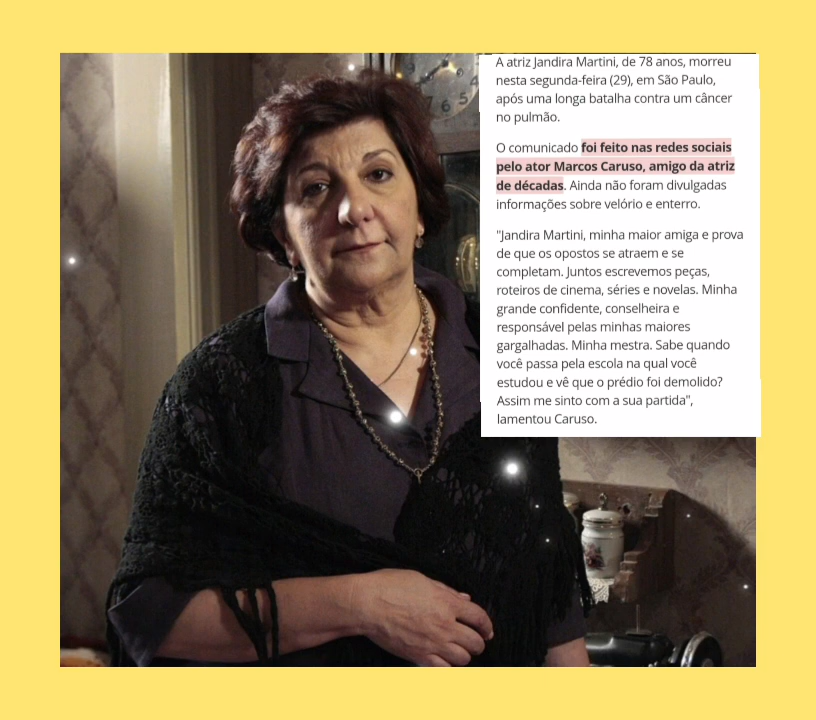 A atriz Jandira Martini, de 78 anos, morreu
nesta segunda-feira (29), em São Paulo,
após uma longa batalha contra um câncer
no pulmão.
O comunicado foi feito nas redes sociais
pelo ator Marcos Caruso, amigo da atriz
de décadas. Ainda não foram divulgadas
informações sobre velório e enterro.
"Jandira Martini, minha maior amiga e prova
de que os opostos se atraem e se
completam. Juntos escrevemos peças,
roteiros de cinema, séries e novelas. Minha
grande confidente, conselheira e
responsável pelas minhas maiores
gargalhadas. Minha mestra. Sabe quando
você passa pela escola na qual você
estudou e vê que o prédio foi demolido?
Assim me sinto com a sua partida",
lamentou Caruso.